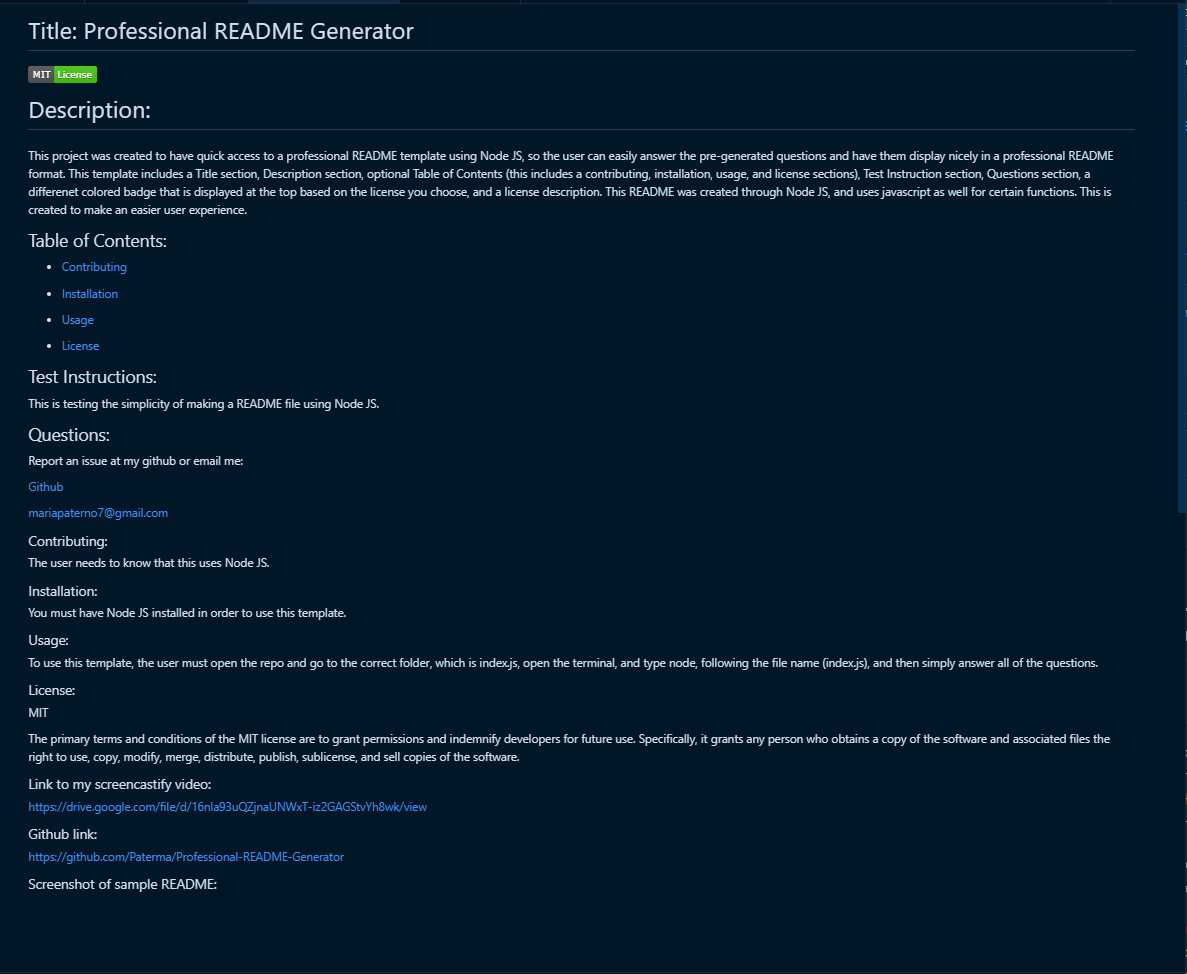 Title: Professional README Generator
MIT License
Description:
This project was created to have quick access to a professional README template using Node JS, so the user can easily answer the pre-generated questions and have them display nicely in a professional README
format. This template includes a Title section, Description section, optional Table of Contents (this includes a contributing, installation, usage, and license sections), Test Instruction section, Questions section, a
differenet colored badge that is displayed at the top based on the license you choose, and a license description. This README was created through Node JS, and uses javascript as well for certain functions. This is
created to make an easier user experience.
Table of Contents:
• Contributing
• Installation
• Usage
• License
Test Instructions:
This is testing the simplicity of making a README file using Node JS.
Questions:
Report an issue at my github or email me:
Github
mariapaterno7@gmail.com
Contributing:
The user needs to know that this uses Node JS.
Installation:
You must have Node JS installed in order to use this template.
Usage:
To use this template, the user must open the repo and go to the correct folder, which is index.js, open the terminal, and type node, following the file name (index.js), and then simply answer all of the questions.
License:
MIT
The primary terms and conditions of the MIT license are to grant permissions and indemnify developers for future use. Specifically, it grants any person who obtains a copy of the software and associated files the
right to use, copy, modify, merge, distribute, publish, sublicense, and sell copies of the software.
Link to my screencastify video:
https://drive.google.com/file/d/16nla93uQZjnaUNWxT-iz2GAGStvYh8wk/view
Github link:
https://github.com/Paterma/Professional-README-Generator
Screenshot of sample README: